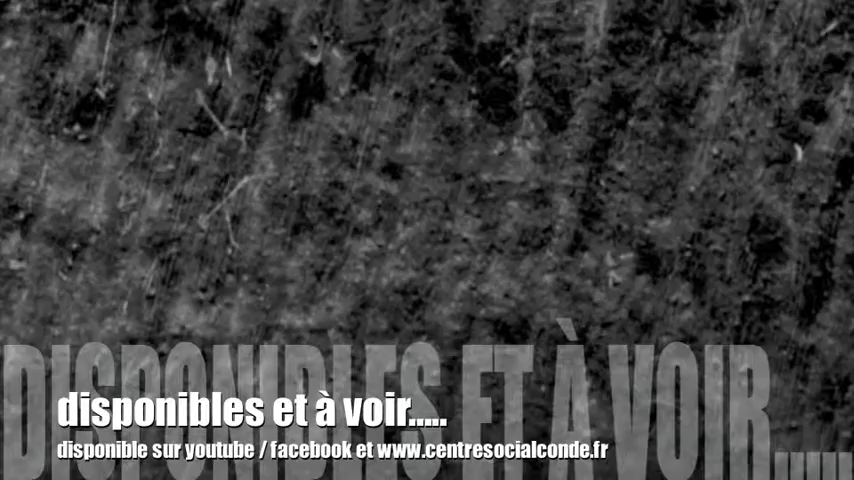 DISPONIBLES ET À VOIR.....
disponibles et à voir.....
disponible sur youtube / facebook et www.centresocialconde.fr